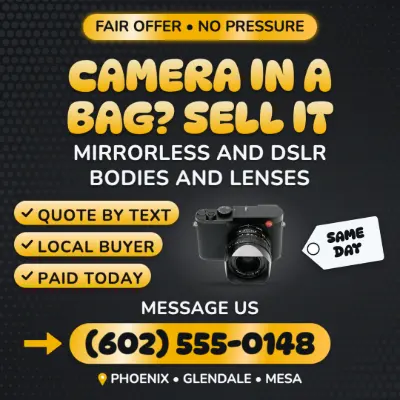 FAIR OFFER • NO PRESSURE
CAMERA IN A
BAG? SELL IT
MIRRORLESS AND DSLR
BODIES AND LENSES
QUOTE BY TEXT
LOCAL BUYER
PAID TODAY
SAME
DAY
MESSAGE US
(602) 555-0148
PHOENIX • GLENDALE • MESA